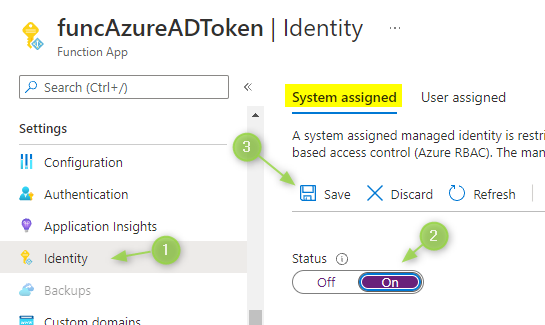 funcAzureADToken | Identity ...
Function App
Search (Ctrl+/)
«
Settings
Configuration
Authentication
Application Insights
Identity
Backups
Custom domains
1
System assigned User assigned
A system assigned managed identity is restri
based access control (Azure RBAC). The man
3
Save Discard Refresh
2
Status
Off On